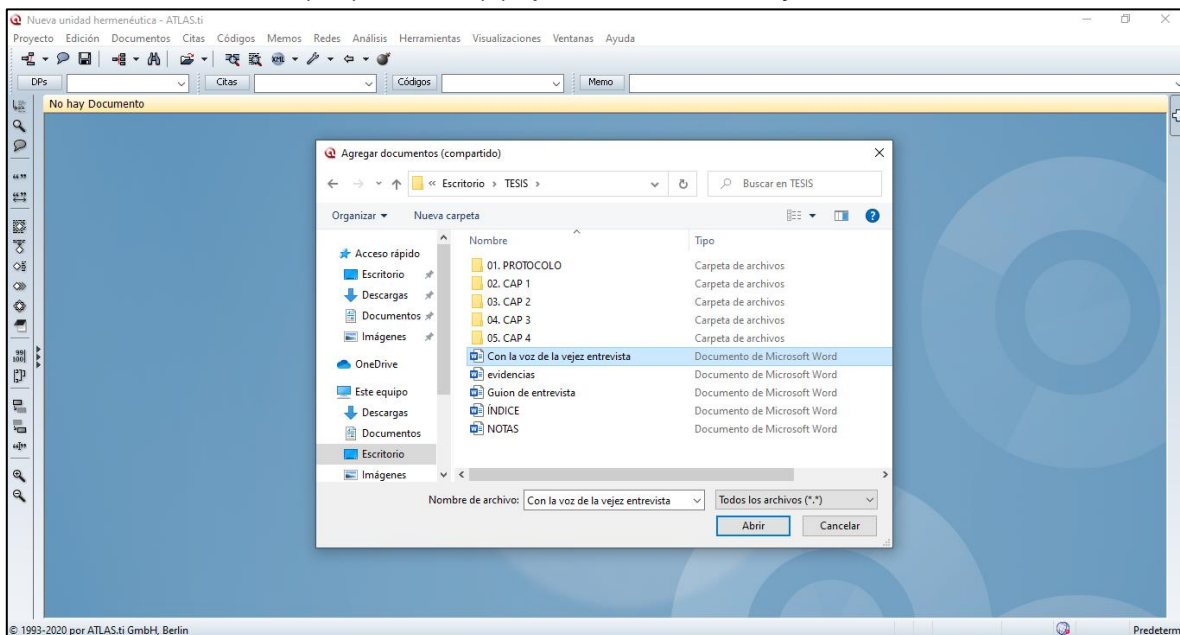 Nueva unidad hermenéutica - ATLAS.ti
Proyecto Edición Documentos Citas Códigos Memos Redes Análisis Herramientas Visualizaciones Ventanas Ayuda
DPs Citas Códigos Memo
No hay Documento
Agregar documentos (compartido)
« Escritorio > TESIS > Buscar en TESIS
Organizar Nueva carpeta
Nombre Tipo
Acceso rápido
Escritorio
Descargas
Documentos
Imágenes
OneDrive
Este equipo
Descargas
Documentos
Escritorio
Imágenes
01. PROTOCOLO Carpeta de archivos
02. CAP 1 Carpeta de archivos
03. CAP 2 Carpeta de archivos
04. CAP 3 Carpeta de archivos
05. CAP 4 Carpeta de archivos
Con la voz de la vejez entrevista Documento de Microsoft Word
evidencias Documento de Microsoft Word
Guion de entrevista Documento de Microsoft Word
ÍNDICE Documento de Microsoft Word
NOTAS Documento de Microsoft Word
Nombre de archivo: Con la voz de la vejez entrevista Todos los archivos (*.*)
Abrir Cancelar
© 1993-2020 por ATLAS.ti GmbH, Berlin Predeterm